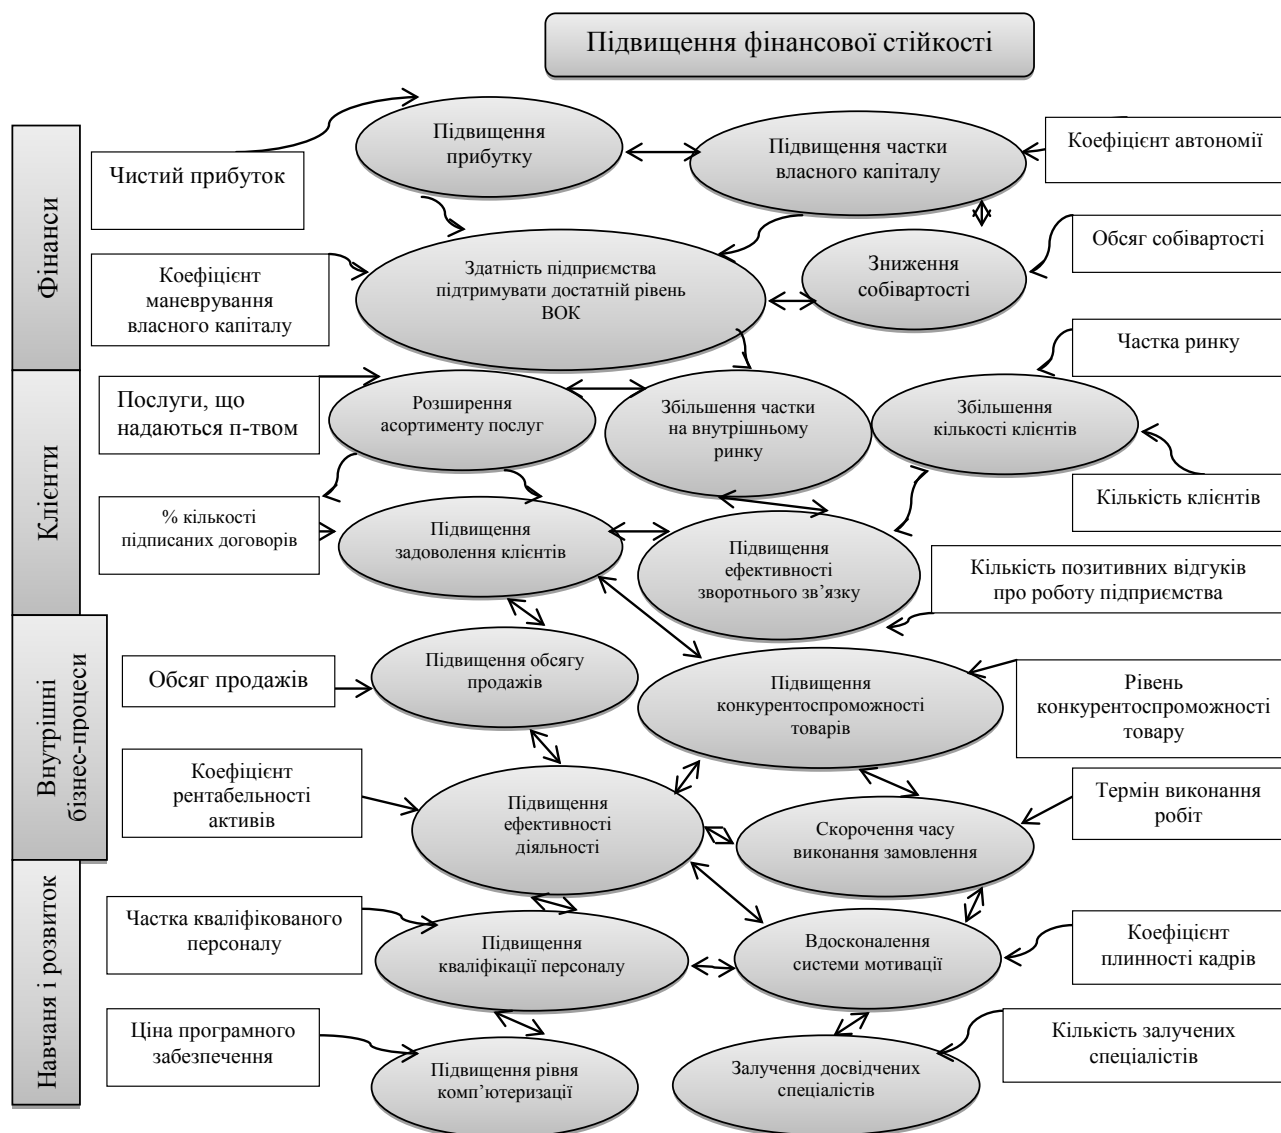 Підвищення фінансової стійкості
Фінанси
Чистий прибуток
Підвищення
прибутку
Підвищення частки
власного капіталу
Коефіцієнт автономії
Коефіцієнт
маневрування
власного капіталу
Здатність підприємства
підтримувати достатній рівень
ВОК
Зниження
собівартості
Обсяг собівартості
Частка ринку
Клієнти
Послуги, що
надаються п-твом
Розширення
асортименту послуг
Збільшення частки
на внутрішньому
ринку
Збільшення
кількості клієнтів
Кількість клієнтів
% кількості
підписаних договорів
Підвищення
задоволення клієнтів
Підвищення
ефективності
зворотнього зв’язку
Кількість позитивних відгуків
про роботу підприємства
Внутрішні
бізнес-процеси
Обсяг продажів
Підвищення обсягу
продажів
Підвищення
конкурентоспроможності
товарів
Рівень
конкурентоспроможності
товару
Коефіцієнт
рентабельності
активів
Підвищення
ефективності
діяльності
Скорочення часу
виконання замовлення
Термін виконання
робіт
Навчаня і розвиток
Частка кваліфікованого
персоналу
Підвищення
кваліфікації персоналу
Вдосконалення
системи мотивації
Коефіцієнт
плинності кадрів
Ціна програмного
забезпечення
Підвищення рівня
комп’ютеризації
Залучення досвідчених
спеціалістів
Кількість залучених
спеціалістів